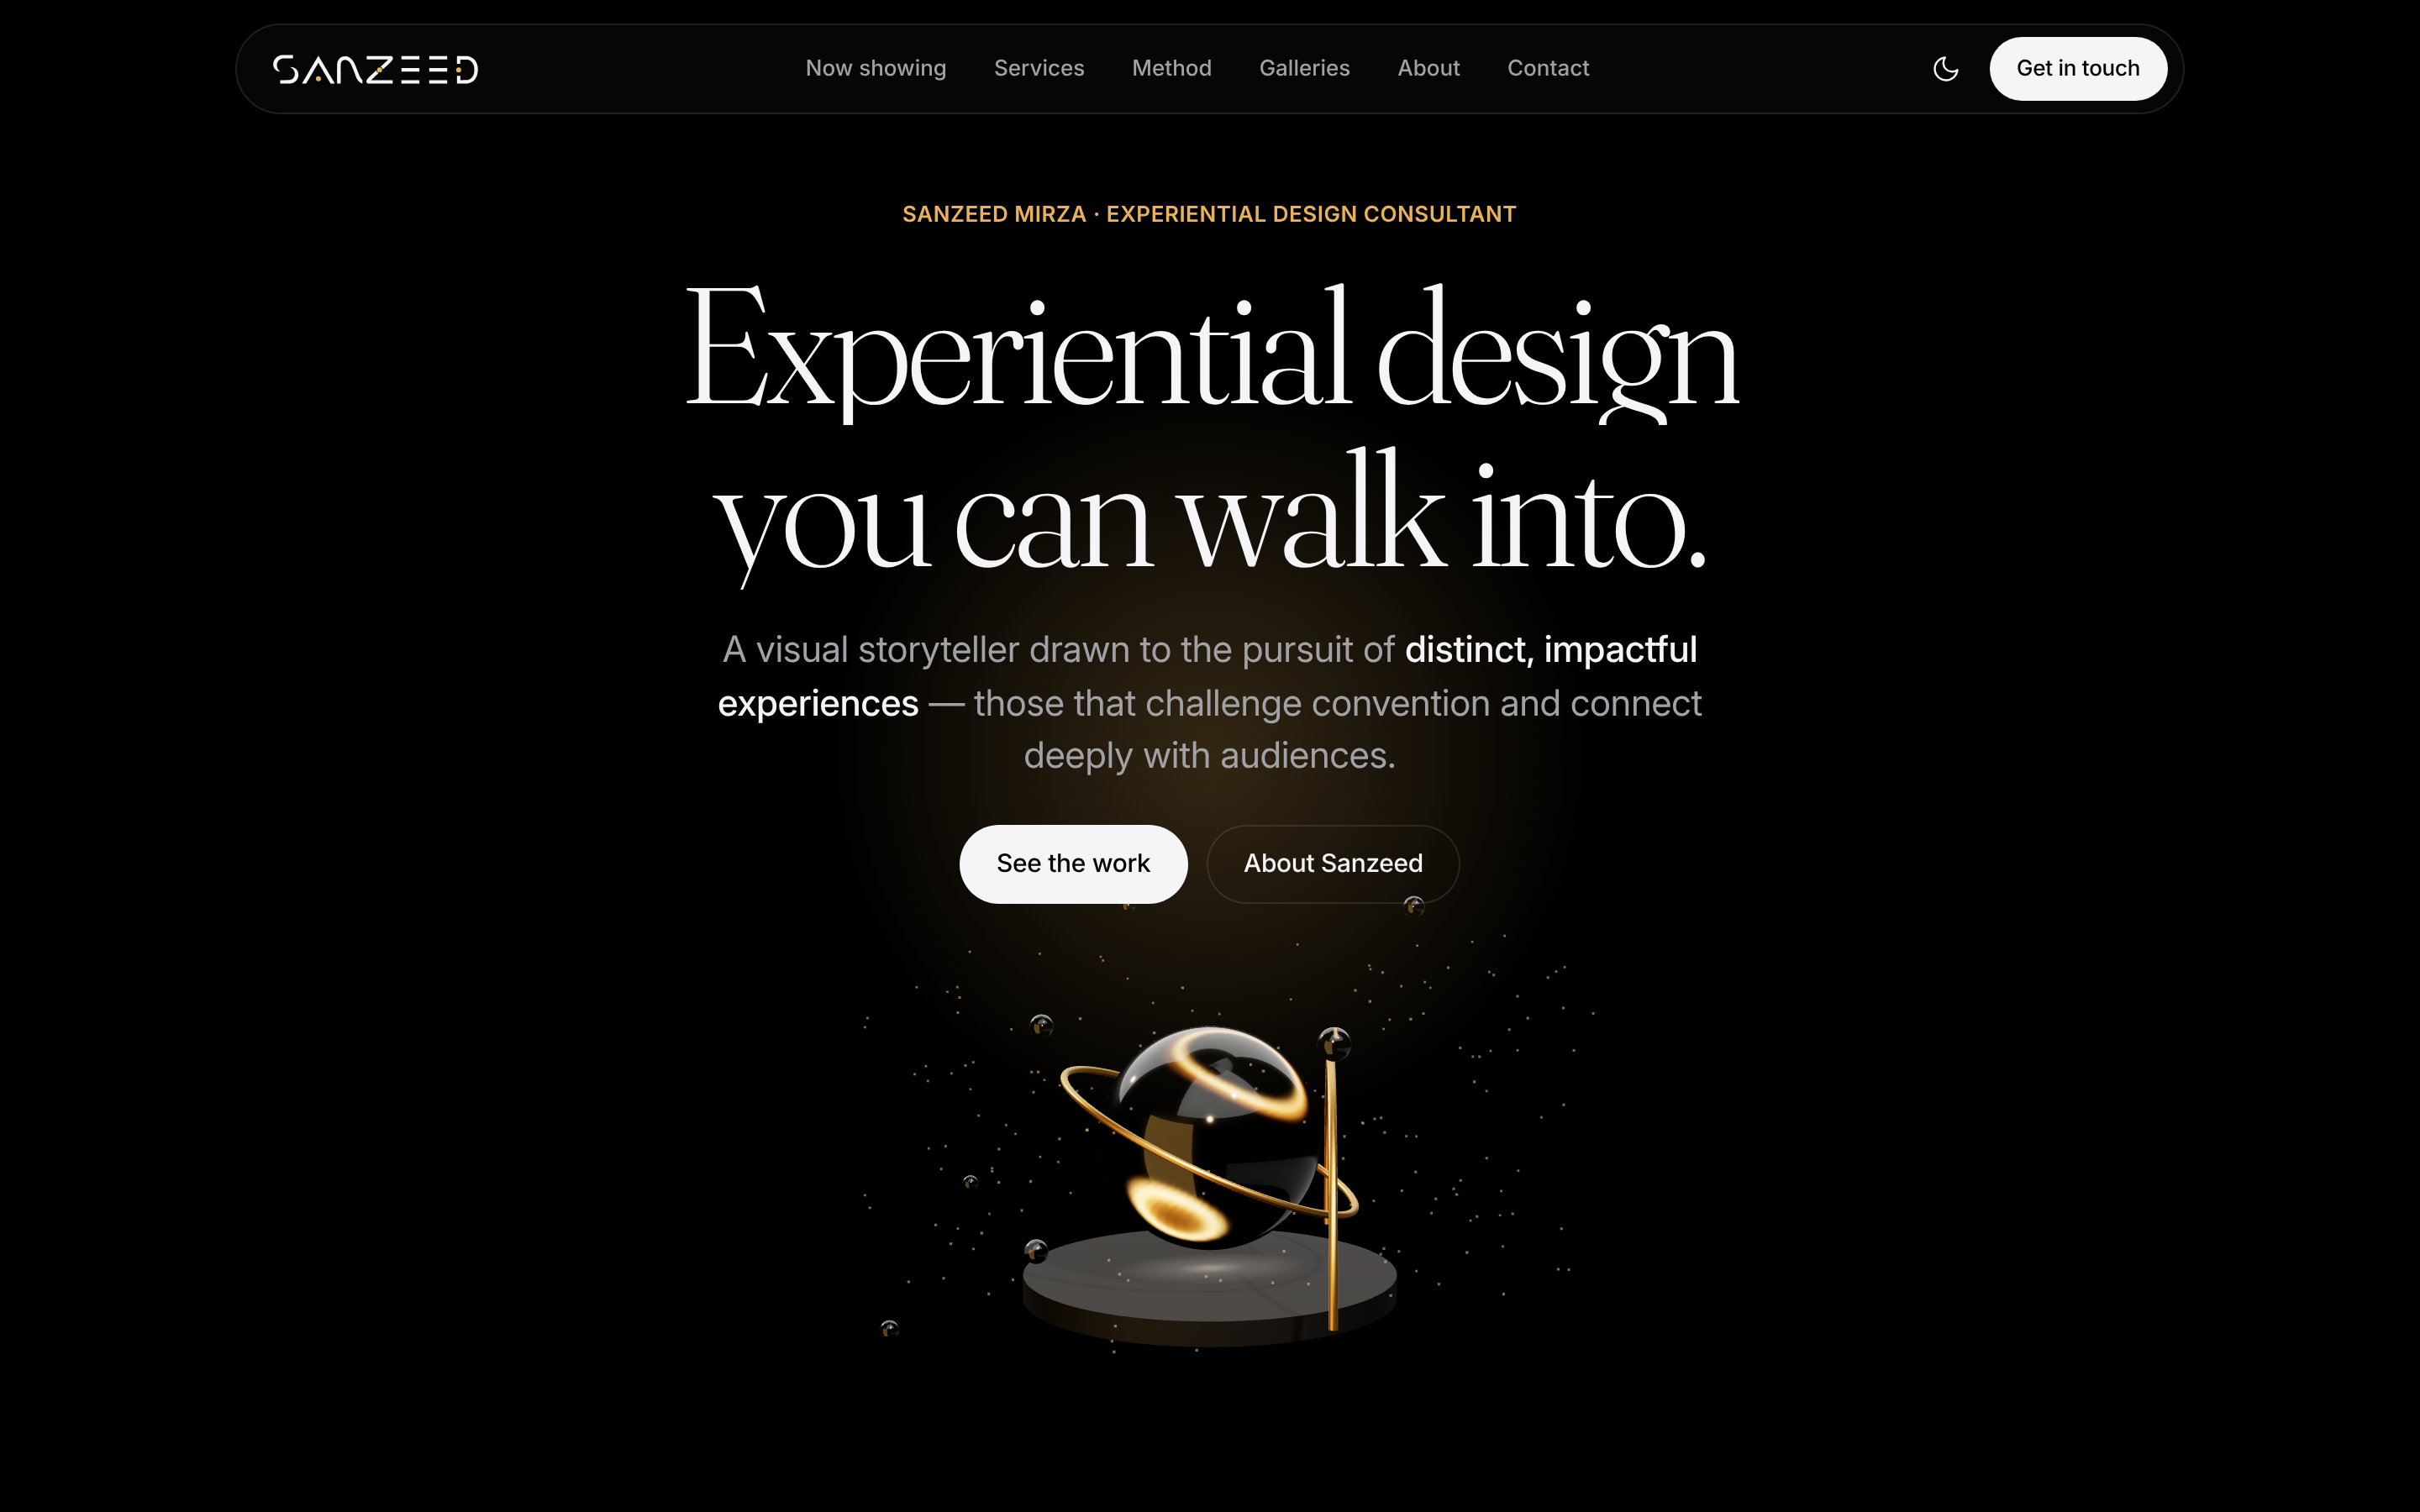 SANZEED
Now showing
Services
Method
Galleries
About
Contact
Get in touch
SANZEED MIRZA · EXPERIENTIAL DESIGN CONSULTANT
Experiential design
you can walk into.
A visual storyteller drawn to the pursuit of distinct, impactful
experiences — those that challenge convention and connect
deeply with audiences.
See the work
About Sanzeed